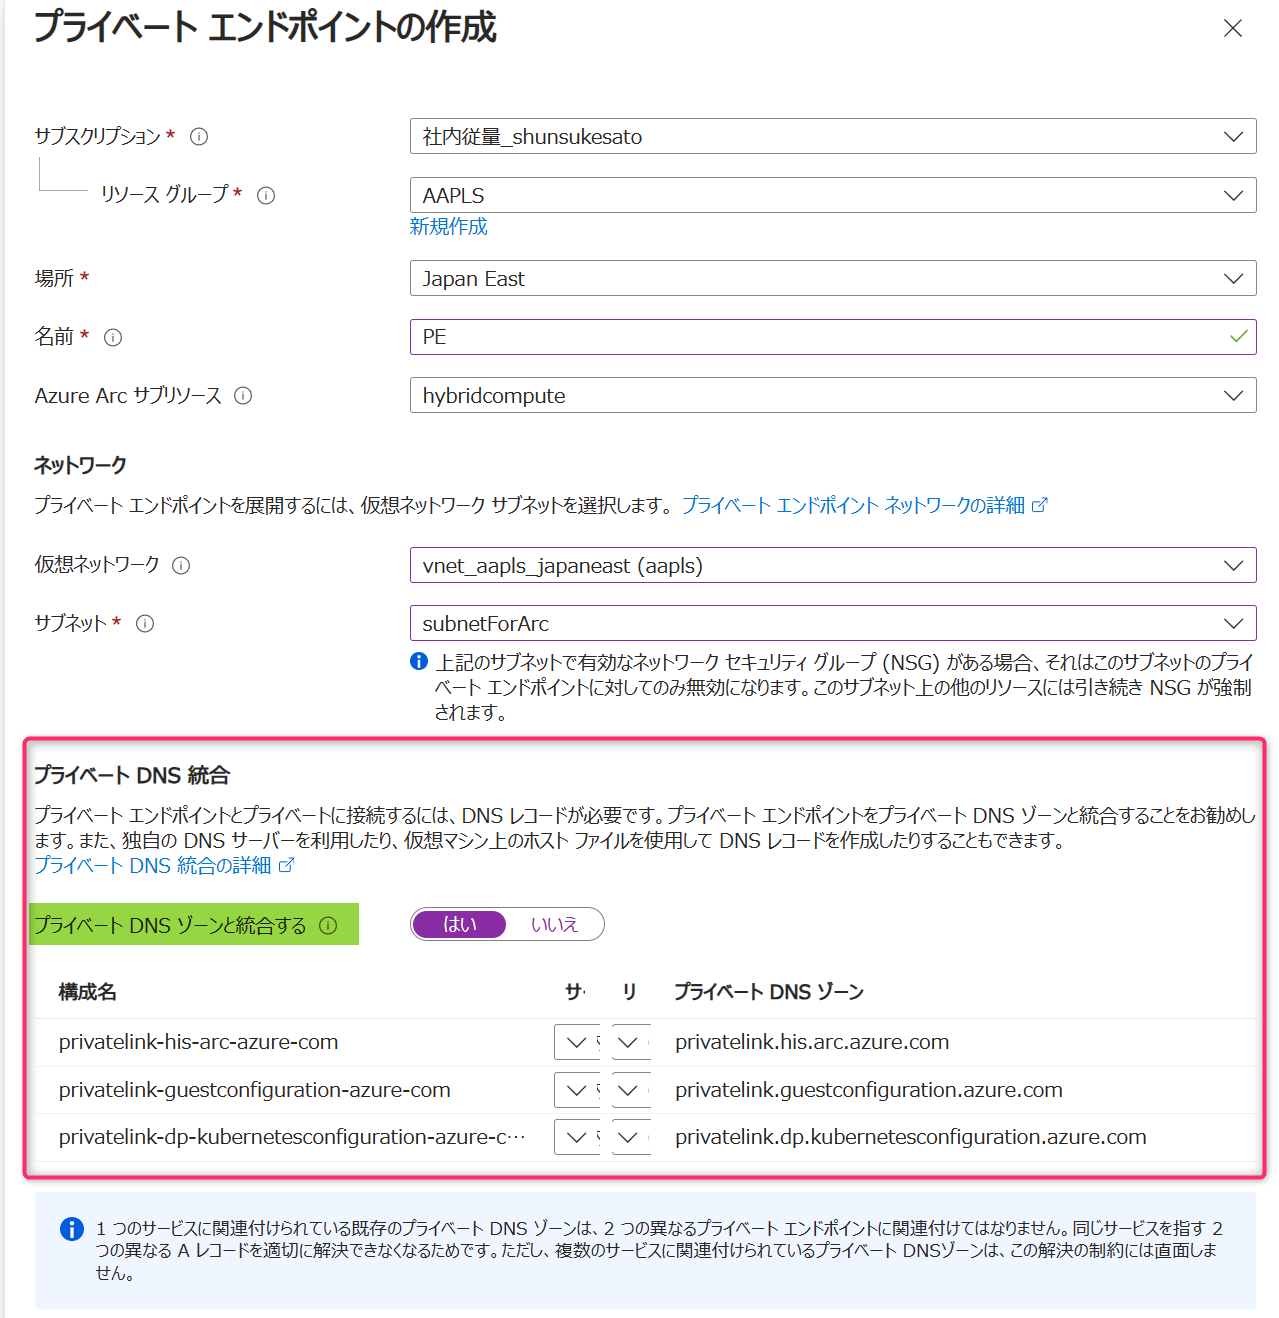 プライベート エンドポイントの作成
サブスクリプション *
社内従量_shunsukesato
リソース グループ *
AAPLS
新規作成
場所 *
Japan East
名前 *
PE
Azure Arc サブリソース
hybridcompute
ネットワーク
プライベート エンドポイントを展開するには、仮想ネットワーク サブネットを選択します。 プライベート エンドポイント ネットワークの詳細
仮想ネットワーク
vnet_aapls_japaneast (aapls)
サブネット *
subnetForArc
上記のサブネットで有効なネットワーク セキュリティ グループ (NSG) がある場合、それはこのサブネットのプライ
ベート エンドポイントに対してのみ無効になります。このサブネット上の他のリソースには引き続き NSG が強制
されます。
プライベート DNS 統合
プライベート エンドポイントとプライベートに接続するには、DNS レコードが必要です。プライベート エンドポイントをプライベート DNS ゾーンと統合することをお勧めし
ます。また、独自の DNS サーバーを利用したり、仮想マシン上のホスト ファイルを使用して DNS レコードを作成したりすることもできます。
プライベート DNS 統合の詳細
プライベート DNS ゾーンと統合する
はい いいえ
構成名 サ リ プライベート DNS ゾーン
privatelink-his-arc-azure-com privatelink.his.arc.azure.com
privatelink-guestconfiguration-azure-com privatelink.guestconfiguration.azure.com
privatelink-dp-kubernetesconfiguration-azure-c… privatelink.dp.kubernetesconfiguration.azure.com
1 つのサービスに関連付けられている既存のプライベート DNS ゾーンは、2 つの異なるプライベート エンドポイントに関連付けてはなりません。同じサービスを指す 2
つの異なる A レコードを適切に解決できなくなるためです。ただし、複数のサービスに関連付けられているプライベート DNSゾーンは、この解決の制約には直面しま
せん。